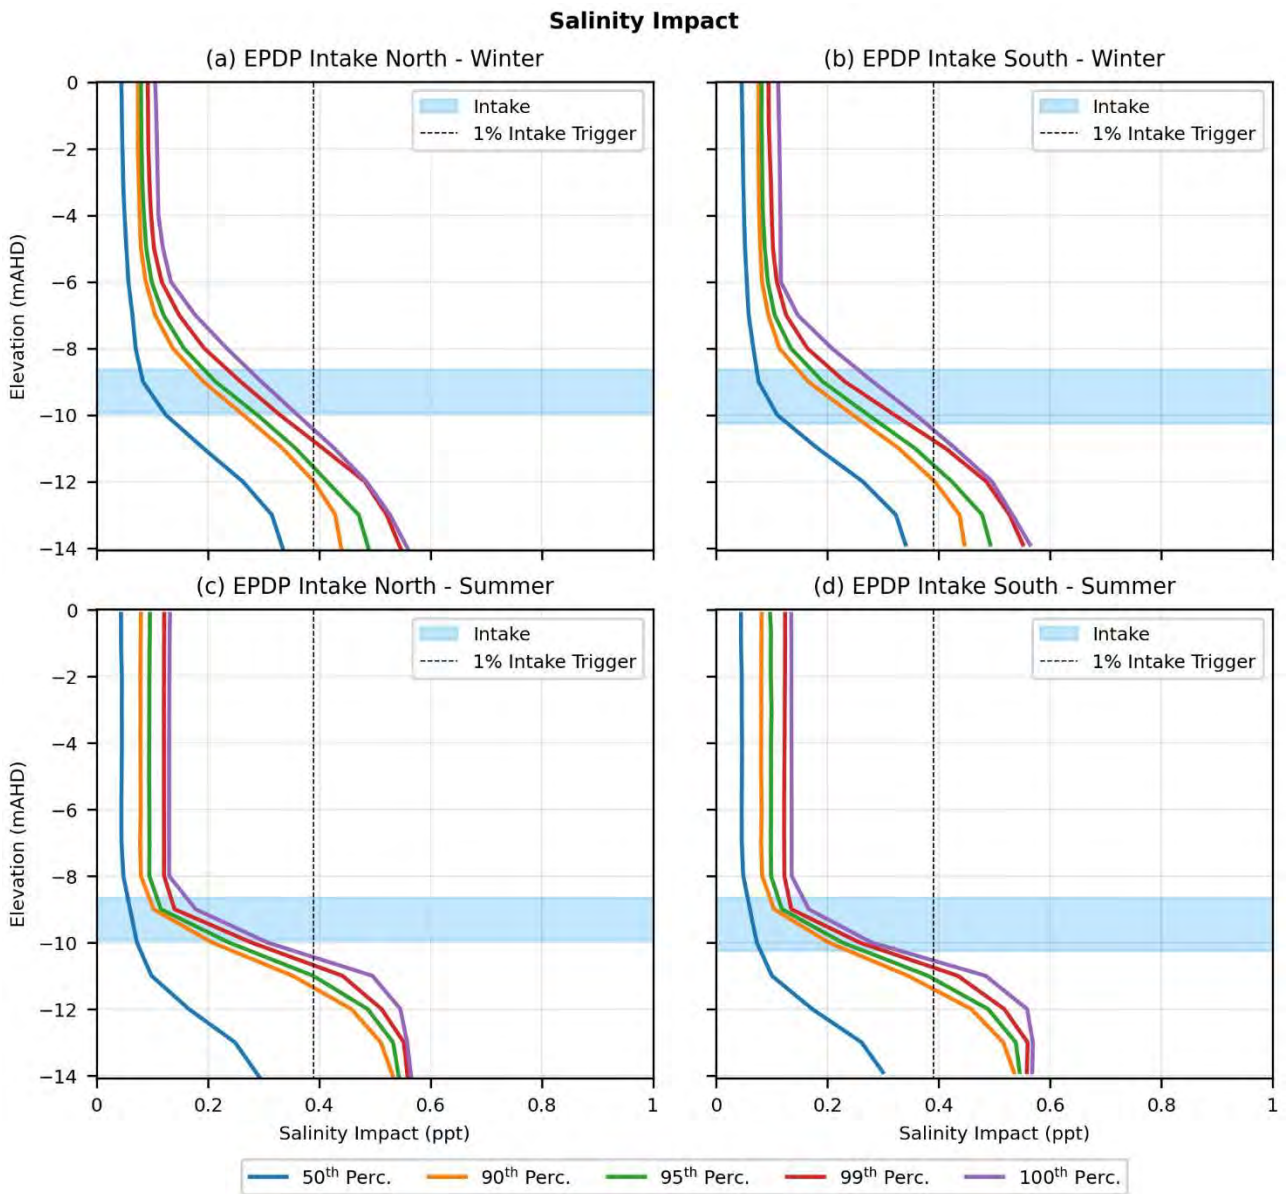 Salinity Impact
(a) EPDP Intake North - Winter
(b) EPDP Intake South - Winter
0
−2
−4
−6
−8
−10
−12
−14
Elevation (mAHD)
Intake
1% Intake Trigger
Intake
1% Intake Trigger
(c) EPDP Intake North - Summer
(d) EPDP Intake South - Summer
0
−2
−4
−6
−8
−10
−12
−14
Elevation (mAHD)
Intake
1% Intake Trigger
Intake
1% Intake Trigger
0 0.2 0.4 0.6 0.8 1
0 0.2 0.4 0.6 0.8 1
Salinity Impact (ppt)
Salinity Impact (ppt)
50th Perc. 90th Perc. 95th Perc. 99th Perc. 100th Perc.